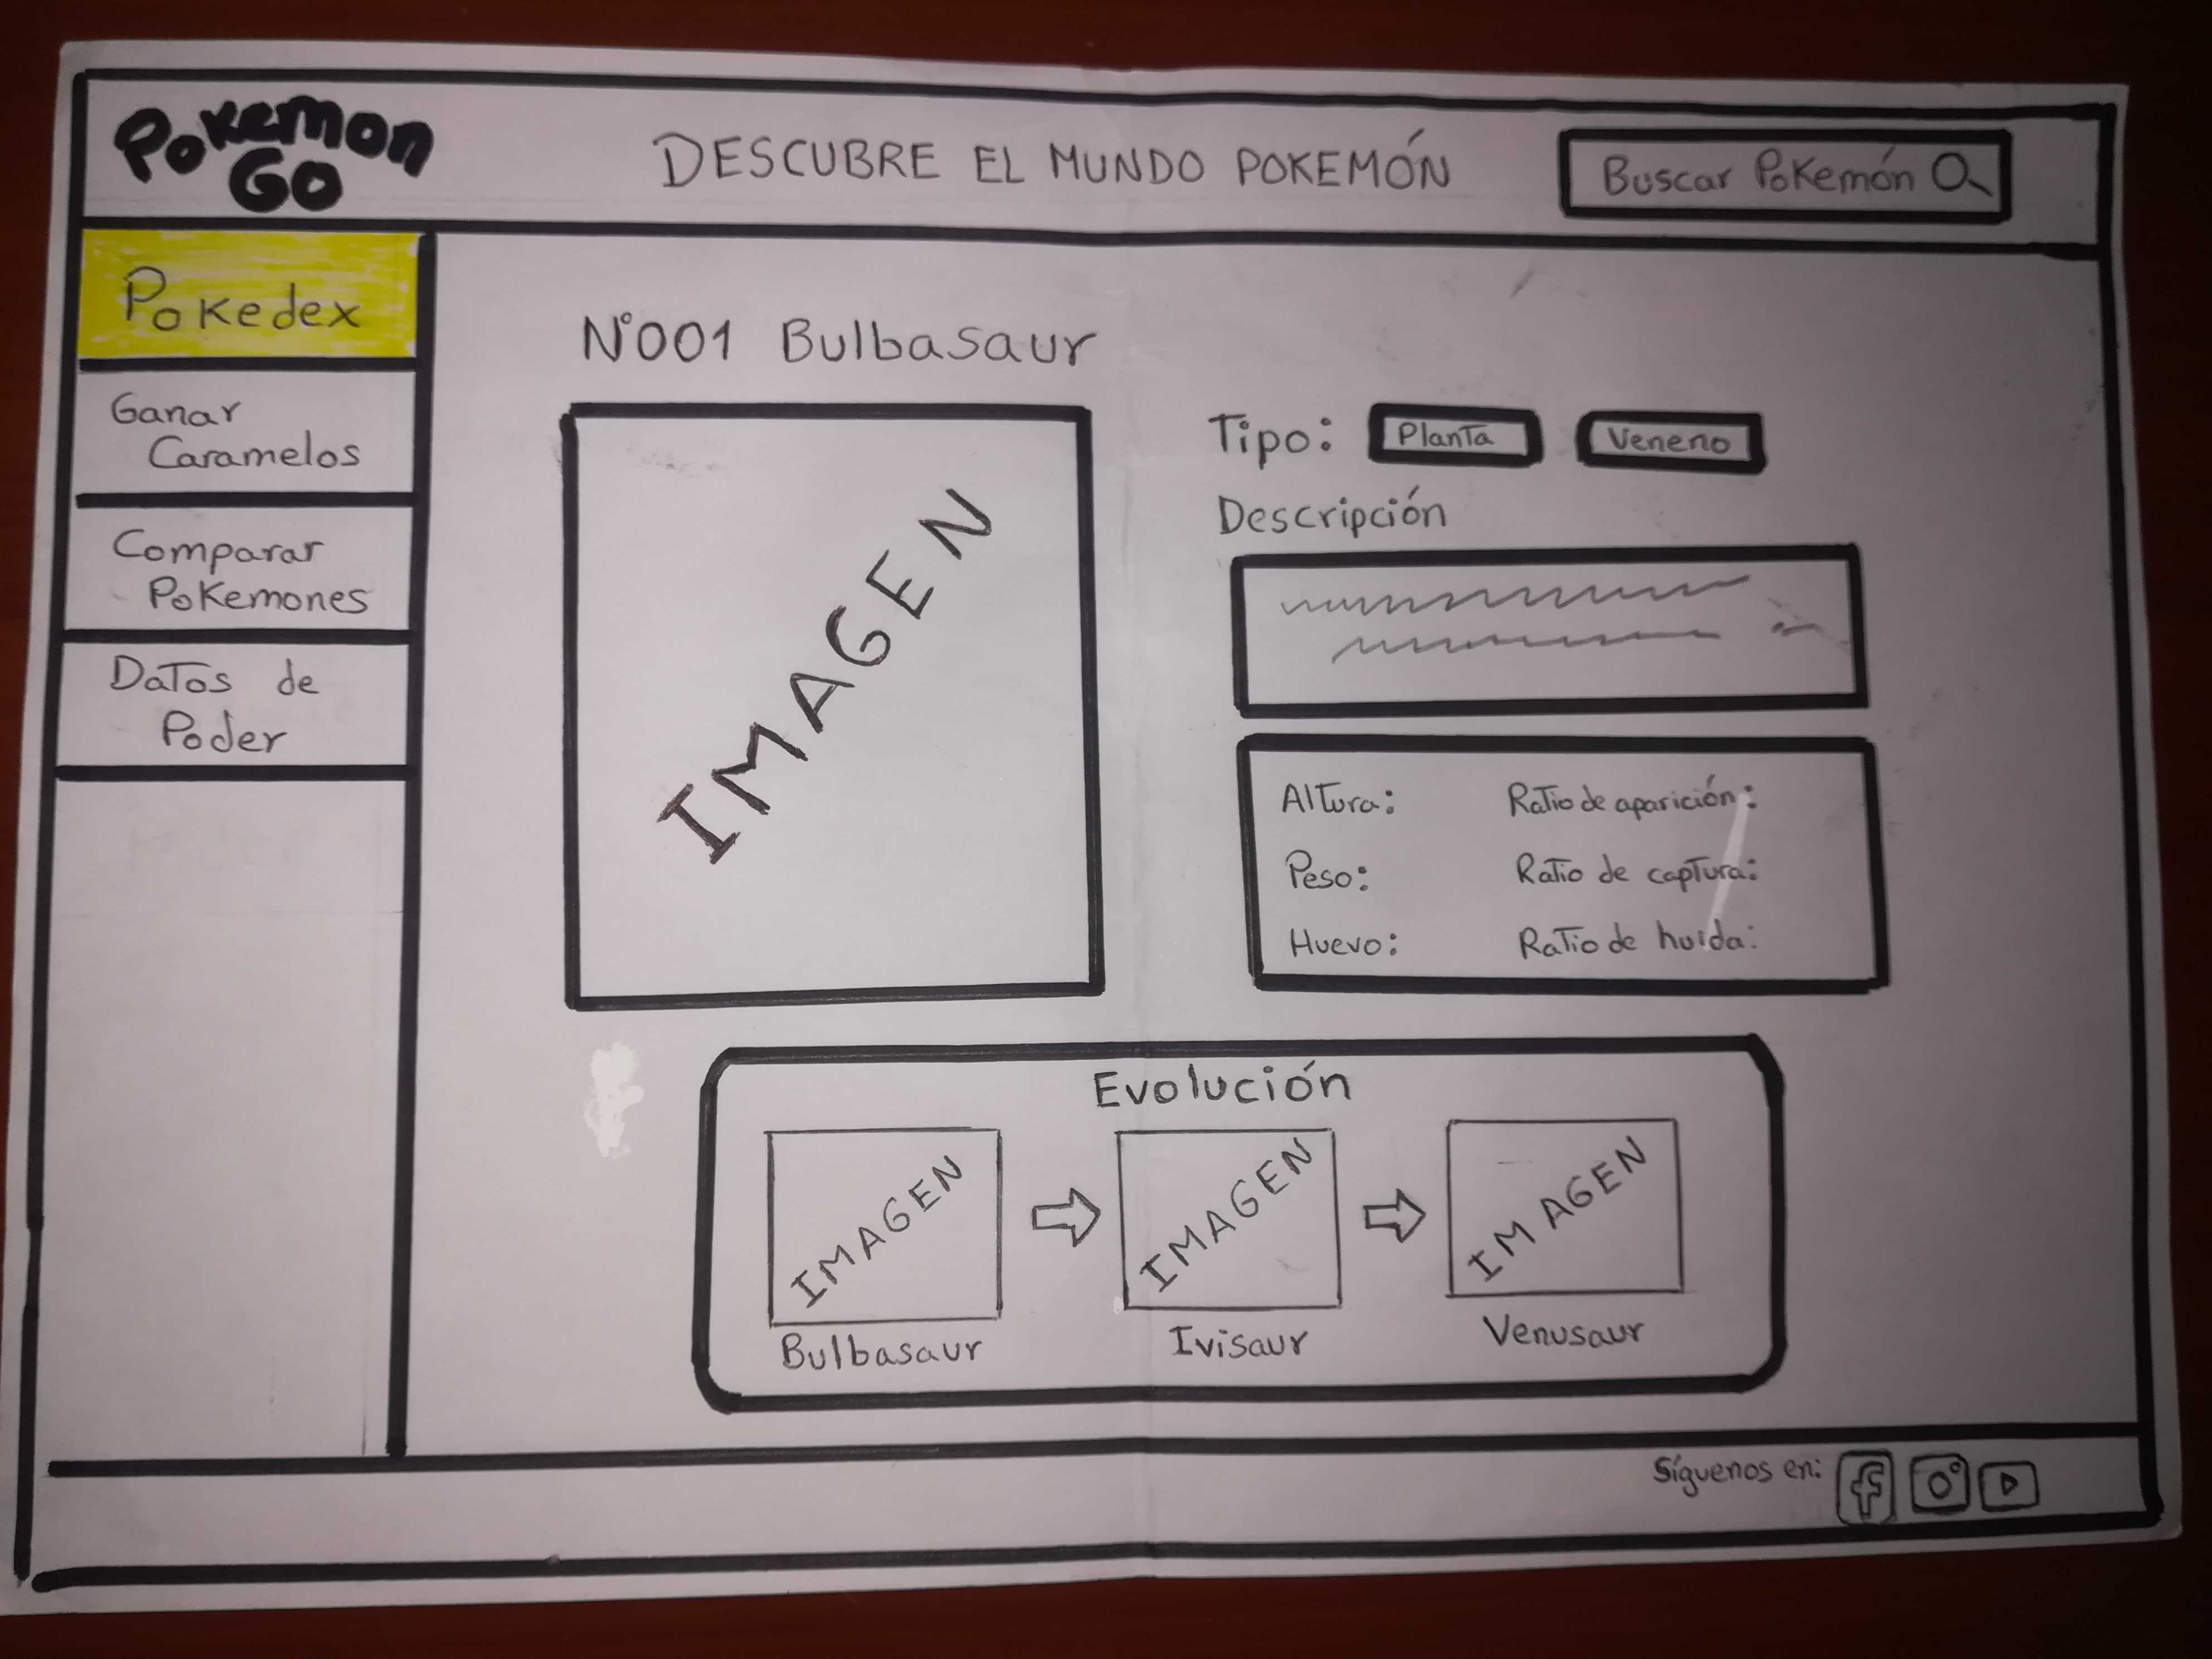 Pokemon
GO
DESCUBRE EL MUNDO POKEMÓN
Buscar Pokemón
Pokedex
Ganar
Caramelos
Comparar
Pokemones
Datos de
Poder
N°001 Bulbasaur
IMAGEN
Tipo: Planta Veneno
Descripción
Altura: Ratio de aparición:
Peso: Ratio de captura:
Huevo: Ratio de huida:
Evolución
IMAGEN IMAGEN IMAGEN
Bulbasaur Ivisaur Venusaur
Síguenos en: